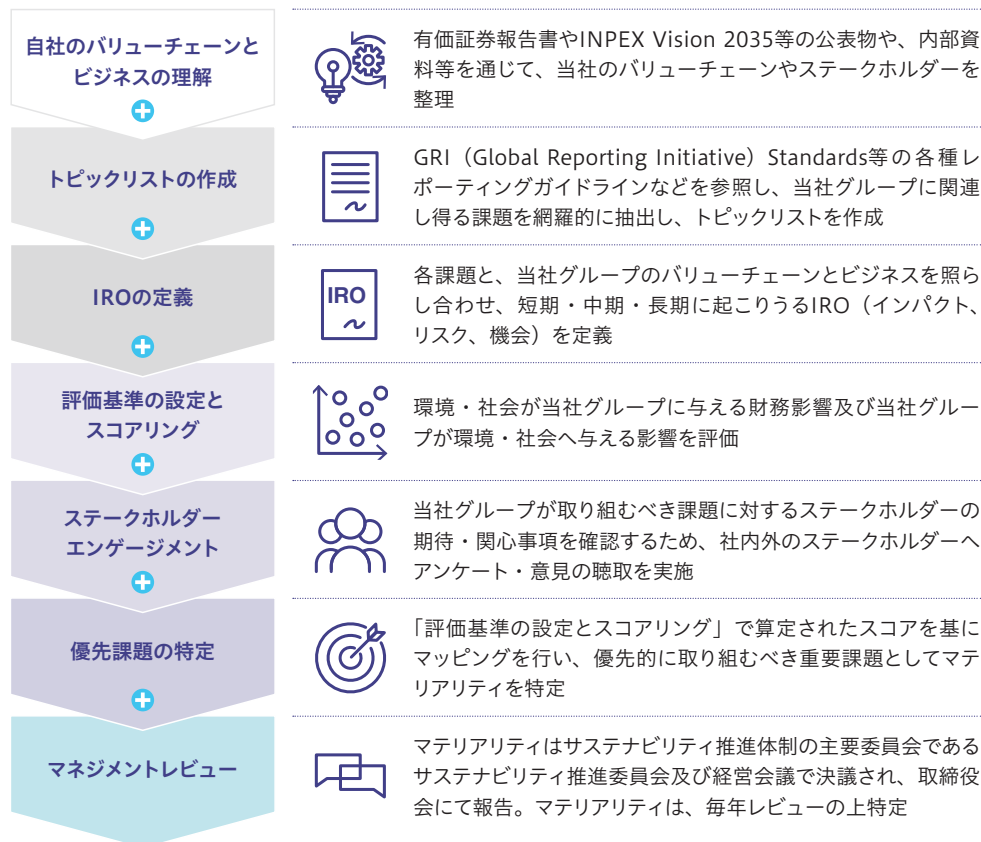 自社のバリューチェーンと
ビジネスの理解
有価証券報告書やINPEX Vision 2035等の公表物や、内部資
料等を通じて、当社のバリューチェーンやステークホルダーを
整理
トピックリストの作成
GRI（Global Reporting Initiative）Standards等の各種レ
ポーティングガイドラインなどを参照し、当社グループに関連
し得る課題を網羅的に抽出し、トピックリストを作成
IROの定義
IRO
各課題と、当社グループのバリューチェーンとビジネスを照ら
し合わせ、短期・中期・長期に起こりうるIRO（インパクト、
リスク、機会）を定義
評価基準の設定と
スコアリング
環境・社会が当社グループに与える財務影響及び当社グルー
プが環境・社会へ与える影響を評価
ステークホルダー
エンゲージメント
当社グループが取り組むべき課題に対するステークホルダーの
期待・関心事項を確認するため、社内外のステークホルダーへ
アンケート・意見の聴取を実施
優先課題の特定
「評価基準の設定とスコアリング」で算定されたスコアを基に
マッピングを行い、優先的に取り組むべき重要課題としてマテ
リアリティを特定
マネジメントレビュー
マテリアリティはサステナビリティ推進体制の主要委員会である
サステナビリティ推進委員会及び経営会議で決議され、取締役
会にて報告。マテリアリティは、毎年レビューの上特定